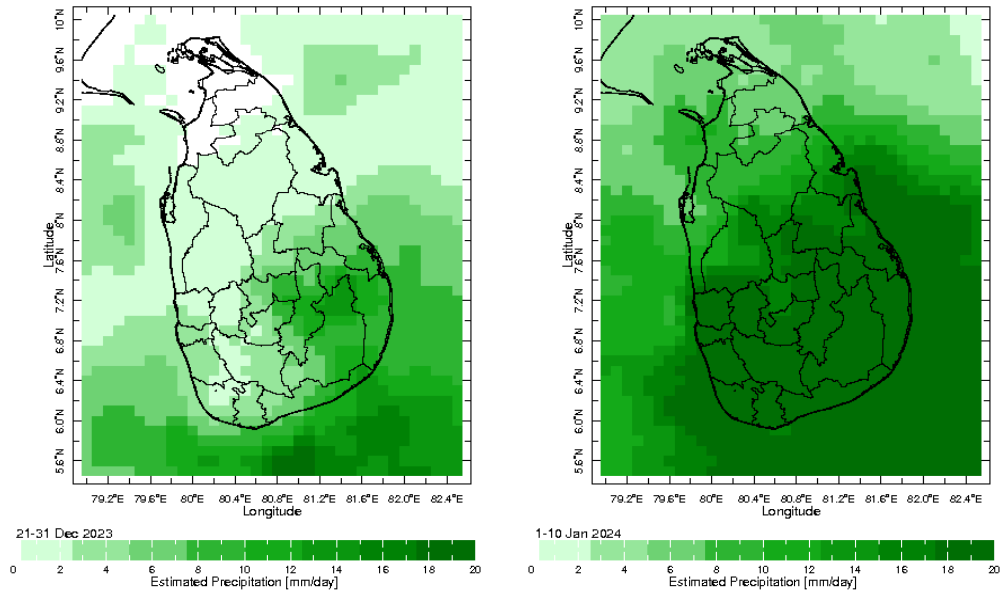 10°N
9.6°N
9.2°N
8.8°N
8.4°N
8°N
7.6°N
7.2°N
6.8°N
6.4°N
6.0°N
5.6°N
Latitude
79.2°E 79.6°E 80°E 80.4°E 80.8°E 81.2°E 81.6°E 82.0°E 82.4°E
Longitude
21-31 Dec 2023
0 2 4 6 8 10 12 14 16 18 20
Estimated Precipitation [mm/day]
10°N
9.6°N
9.2°N
8.8°N
8.4°N
8°N
7.6°N
7.2°N
6.8°N
6.4°N
6.0°N
5.6°N
Latitude
79.2°E 79.6°E 80°E 80.4°E 80.8°E 81.2°E 81.6°E 82.0°E 82.4°E
Longitude
1-10 Jan 2024
0 2 4 6 8 10 12 14 16 18 20
Estimated Precipitation [mm/day]